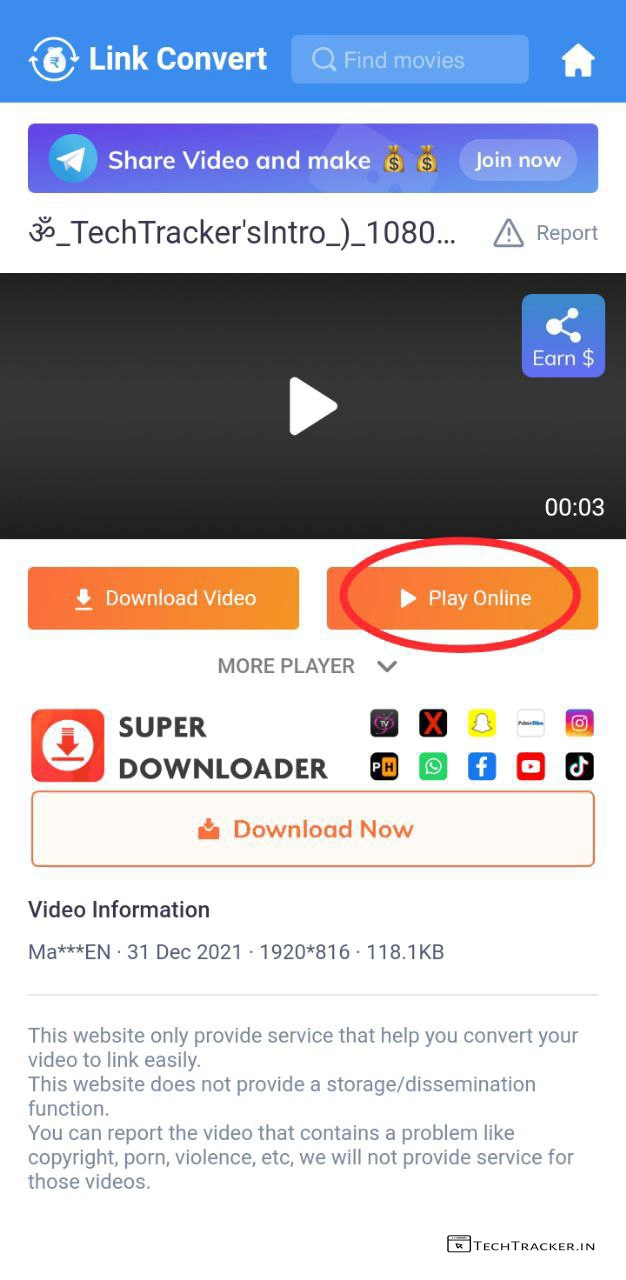 Link Convert
Find movies
Share Video and make 💰 💰
Join now
ॐ_TechTracker'sIntro_)_1080...
Report
Earn $
00:03
Download Video
Play Online
MORE PLAYER
SUPER
DOWNLOADER
TV
X
PrimeWire
PH
Download Now
Video Information
Ma***EN · 31 Dec 2021 · 1920*816 · 118.1KB
This website only provide service that help you convert your
video to link easily.
This website does not provide a storage/dissemination
function.
You can report the video that contains a problem like
copyright, porn, violence, etc, we will not provide service for
those videos.
TECHTRACKER.IN